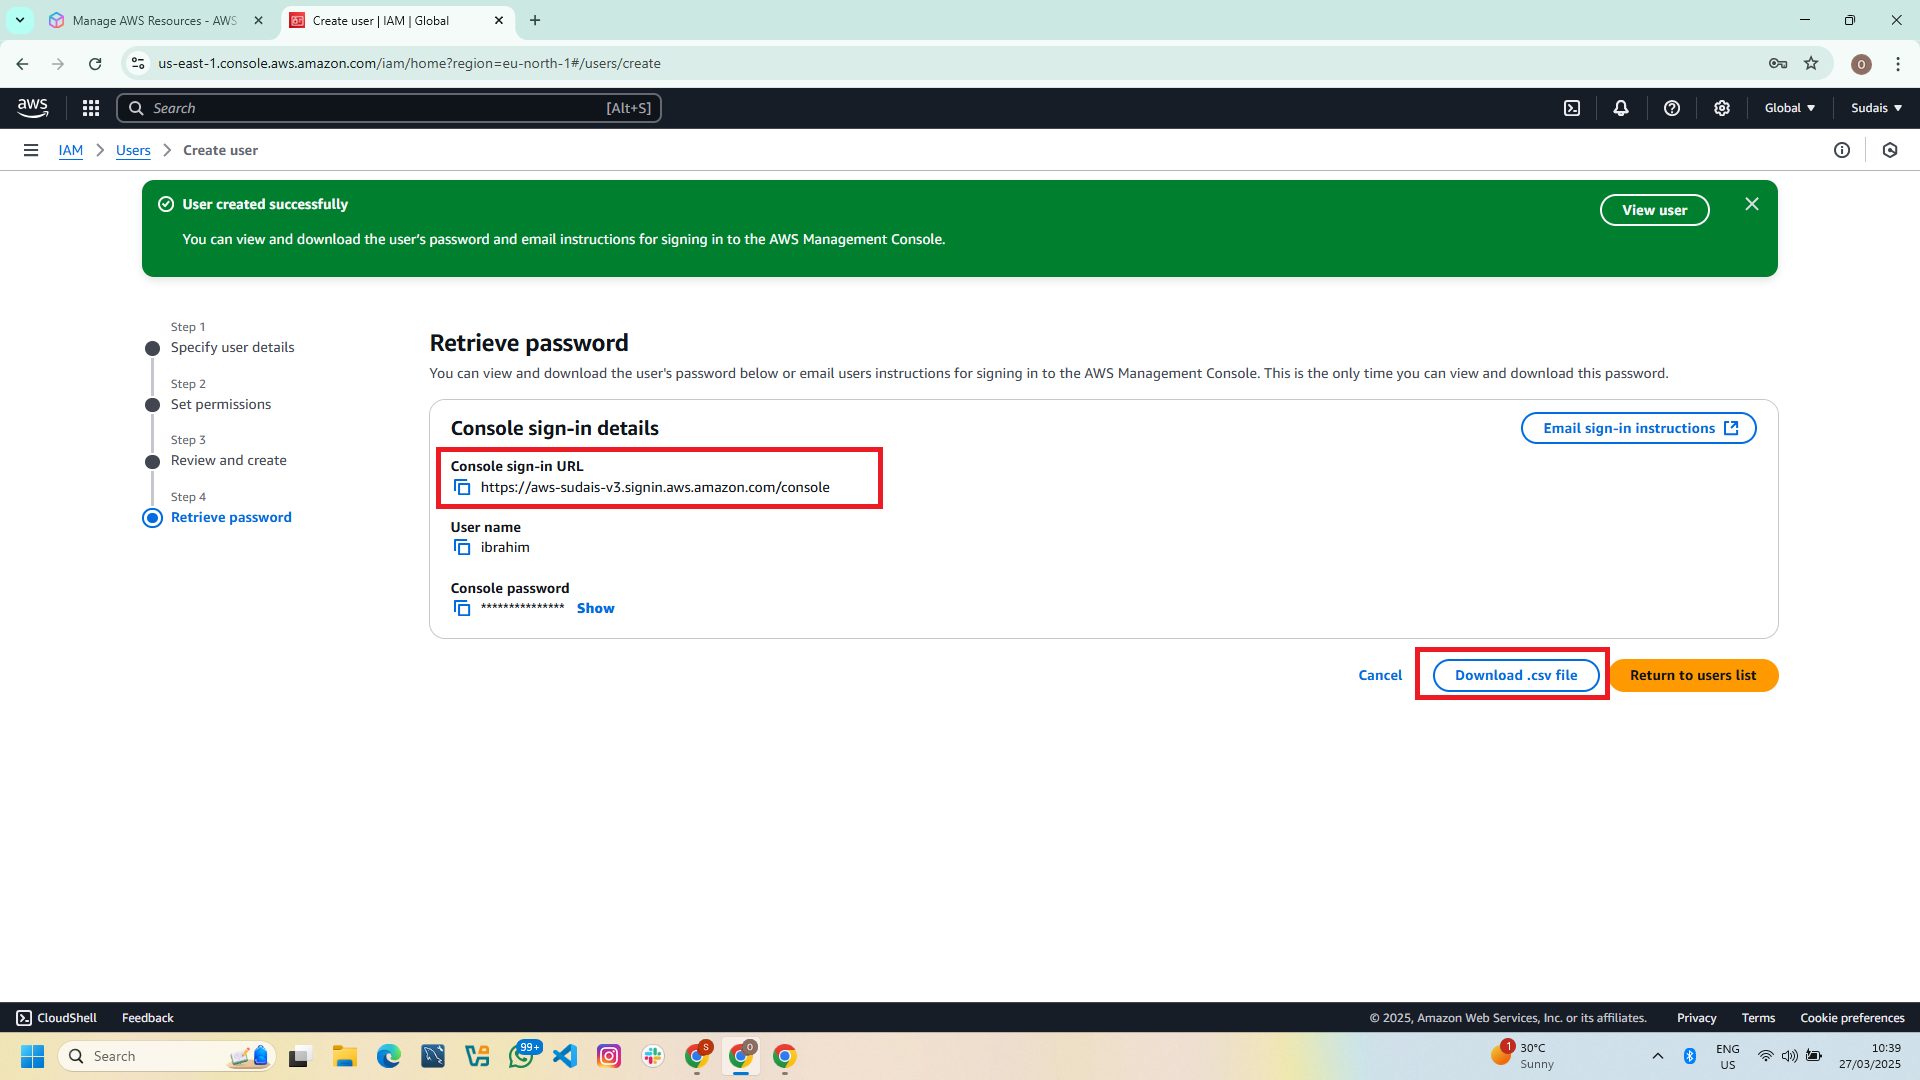 Manage AWS Resources - AWS
Create user | IAM | Global
us-east-1.console.aws.amazon.com/iam/home?region=eu-north-1#/users/create
O
aws
Search
[Alt+S]
Global
Sudais
IAM
Users
Create user
User created successfully
You can view and download the user's password and email instructions for signing in to the AWS Management Console.
View user
Step 1
Specify user details
Step 2
Set permissions
Step 3
Review and create
Step 4
Retrieve password
Retrieve password
You can view and download the user's password below or email users instructions for signing in to the AWS Management Console. This is the only time you can view and download this password.
Console sign-in details
Email sign-in instructions
Console sign-in URL
https://aws-sudais-v3.signin.aws.amazon.com/console
User name
ibrahim
Console password
*************** Show
Cancel
Download .csv file
Return to users list
CloudShell
Feedback
© 2025, Amazon Web Services, Inc. or its affiliates.
Privacy
Terms
Cookie preferences
Search
99+
S
O
1
30°C
Sunny
ENG
US
10:39
27/03/2025